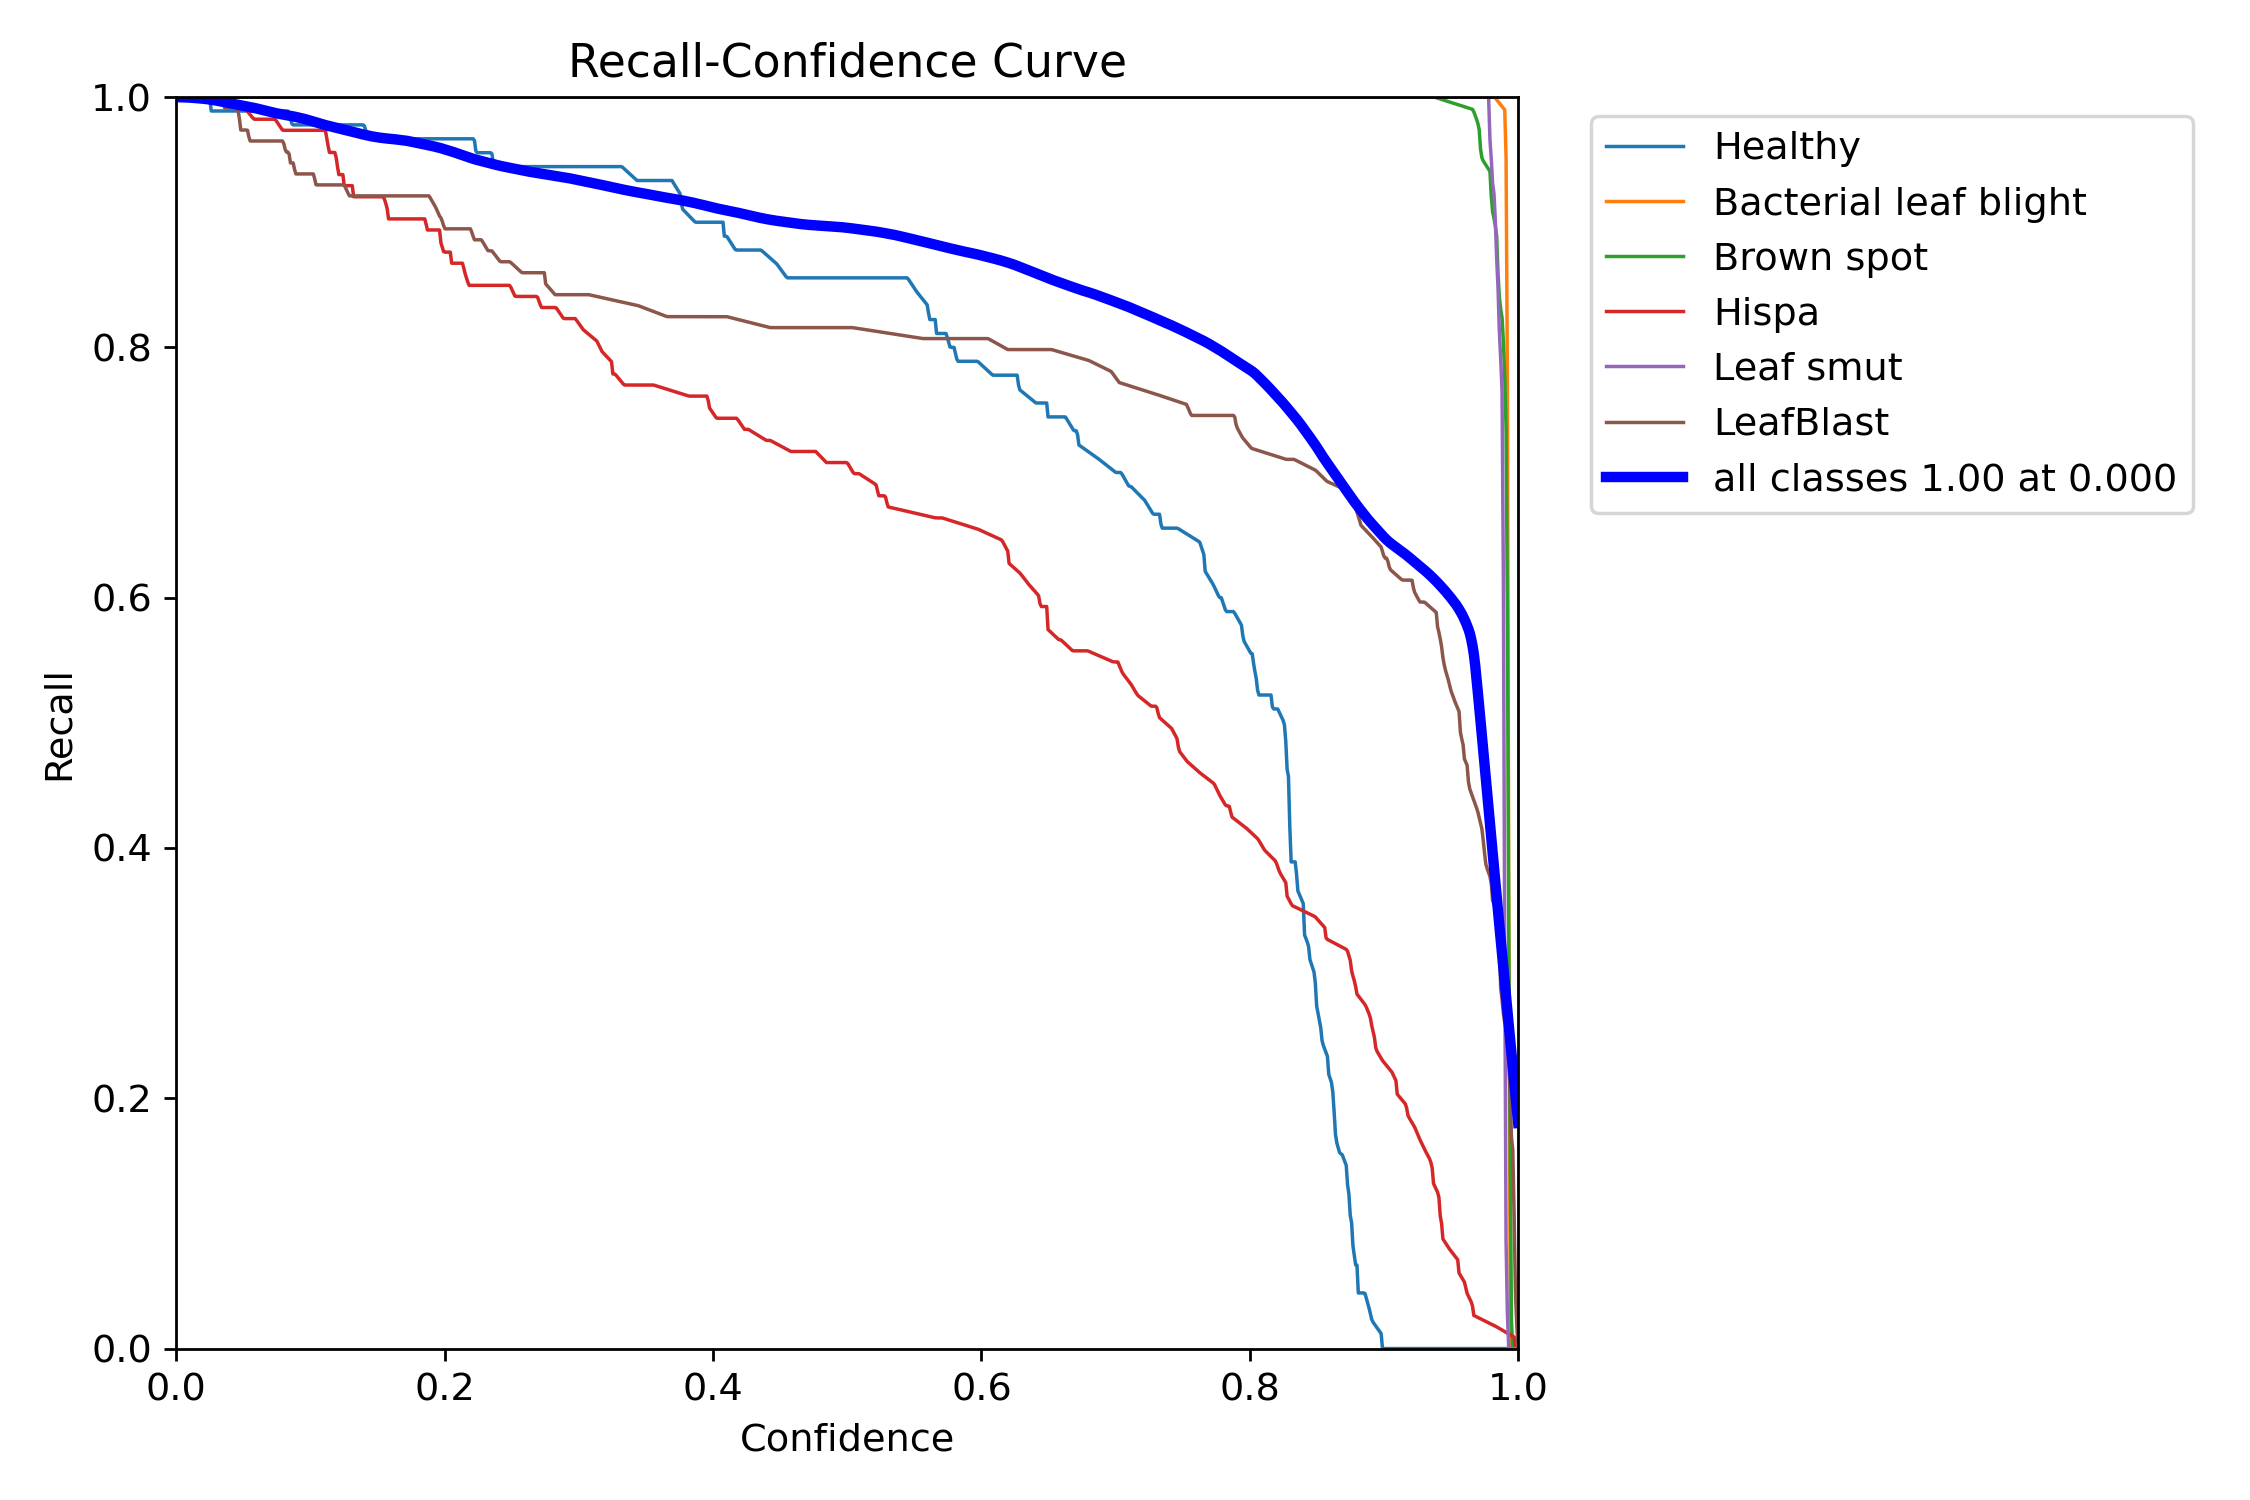 Recall-Confidence Curve
1.0
0.8
0.6
0.4
0.2
0.0
Recall
0.0 0.2 0.4 0.6 0.8 1.0
Confidence
Healthy
Bacterial leaf blight
Brown spot
Hispa
Leaf smut
LeafBlast
all classes 1.00 at 0.000